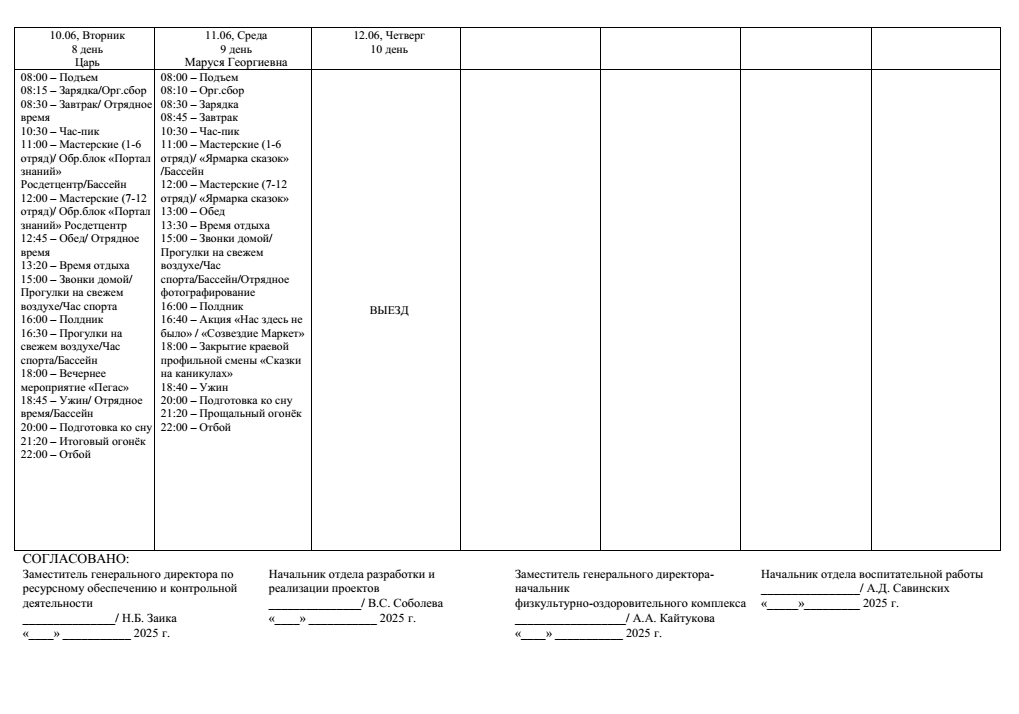 10.06, Вторник
8 день
Царь
11.06, Среда
9 день
Маруся Георгиевна
12.06, Четверг
10 день
08:00 – Подъем
08:15 – Зарядка/Орг.сбор
08:30 – Завтрак/ Отрядное
время
10:30 – Час-пик
11:00 – Мастерские (1-6
отряд)/ Обр.блок «Портал
знаний»
Росдетцентр/Бассейн
12:00 – Мастерские (7-12
отряд)/ Обр.блок «Портал
знаний» Росдетцентр
12:45 – Обед/ Отрядное
время
13:20 – Время отдыха
15:00 – Звонки домой/
Прогулки на свежем
воздухе/Час спорта
16:00 – Полдник
16:30 – Прогулки на
свежем воздухе/Час
спорта/Бассейн
18:00 – Вечернее
мероприятие «Пегас»
18:45 – Ужин/ Отрядное
время/Бассейн
20:00 – Подготовка ко сну
21:20 – Итоговый огонёк
22:00 – Отбой
08:00 – Подъем
08:10 – Орг.сбор
08:30 – Зарядка
08:45 – Завтрак
10:30 – Час-пик
11:00 – Мастерские (1-6
отряд)/ «Ярмарка сказок»
/Бассейн
12:00 – Мастерские (7-12
отряд)/ «Ярмарка сказок»
13:00 – Обед
13:30 – Время отдыха
15:00 – Звонки домой/
Прогулки на свежем
воздухе/Час
спорта/Бассейн/Отрядное
фотографирование
16:00 – Полдник
16:40 – Акция «Нас здесь не
было» / «Созвездие Маркет»
18:00 – Закрытие краевой
профильной смены «Сказки
на каникулах»
18:40 – Ужин
20:00 – Подготовка ко сну
21:20 – Прощальный огонёк
22:00 – Отбой
ВЫЕЗД
СОГЛАСОВАНО:
Заместитель генерального директора по
ресурсному обеспечению и контрольной
деятельности
_______________/ Н.Б. Заика
«____» ___________ 2025 г.
Начальник отдела разработки и
реализации проектов
_______________/ В.С. Соболева
«____» ___________ 2025 г.
Заместитель генерального директора-
начальник
физкультурно-оздоровительного комплекса
__________________/ А.А. Кайтукова
«____» ___________ 2025 г.
Начальник отдела воспитательной работы
________________/ А.Д. Савинских
«_____»_________ 2025 г.